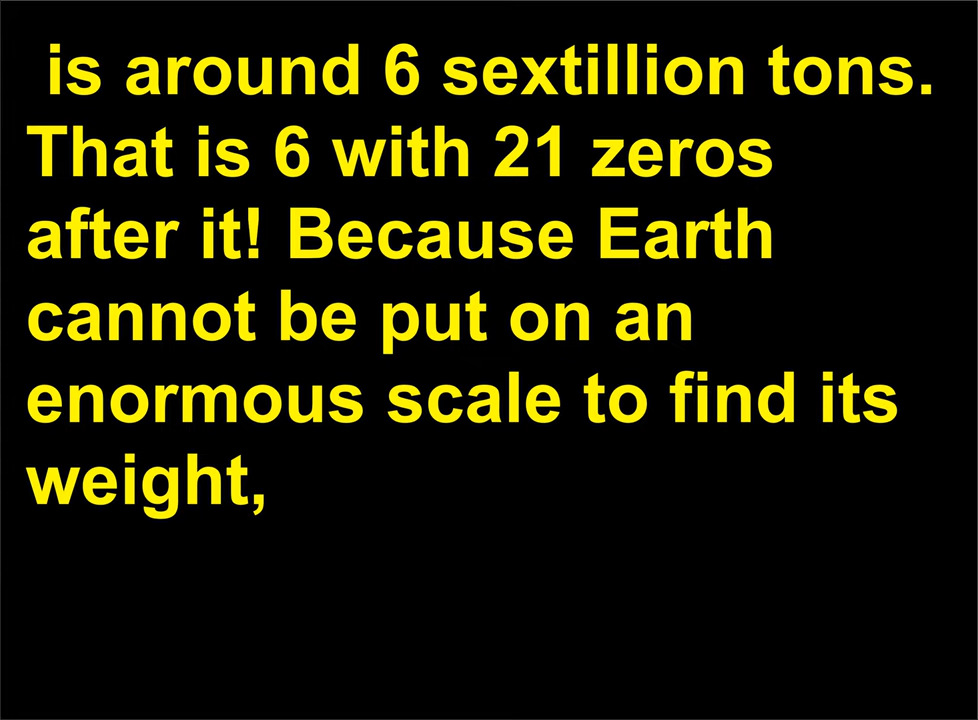 is around 6 sextillion tons.
That is 6 with 21 zeros
after it! Because Earth
cannot be put on an
enormous scale to find its
weight,